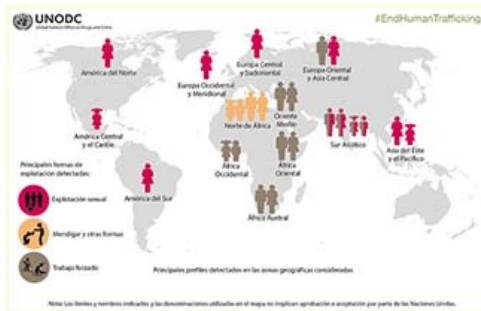 UNODC
United Nations Office on Drugs and Crime
#EndHumanTrafficking
América del Norte
Europa Occidental
y Meridional
Europa Central
y Sudoriental
Europa Oriental
y Asia Central
América Central
y el Caribe
Norte de África
Oriente
Medio
Sur Asiático
Asia del Este
y el Pacífico
África
Occidental
África
Oriental
América del Sur
África Austral
Principales formas de
explotación detectadas:
Explotación sexual
Mendigar y otras formas
Trabajo forzado
Principales perfiles detectados en las zonas geográficas consideradas
Nota: Los límites y nombres indicados y las denominaciones utilizadas en el mapa no implican aprobación o aceptación por parte de las Naciones Unidas.